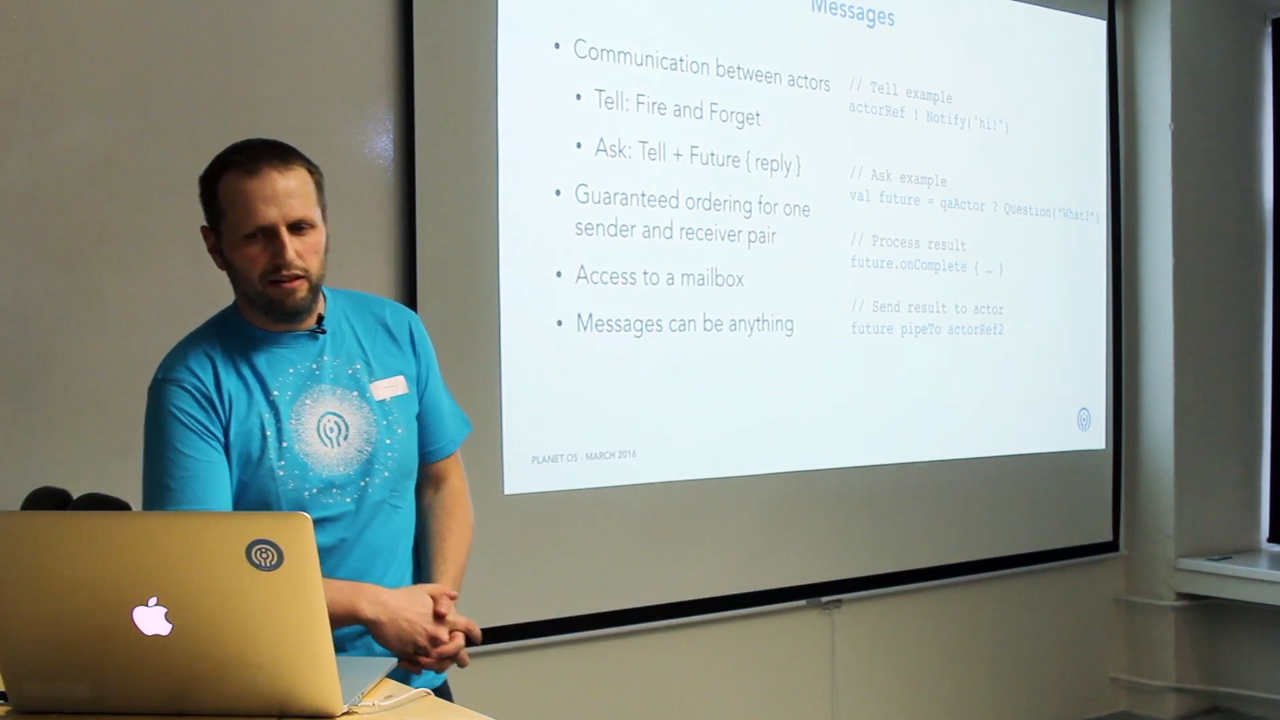 Messages
• Communication between actors
• Tell: Fire and Forget
• Ask: Tell + Future { reply }
• Guaranteed ordering for one
sender and receiver pair
• Access to a mailbox
• Messages can be anything
// Tell example
actorRef ! Notify("hi!")
// Ask example
val future = qaActor ? Question("What?")
// Process result
future.onComplete { … }
// Send result to actor
future pipeTo actorRef2
PLANET OS - MARCH 2016